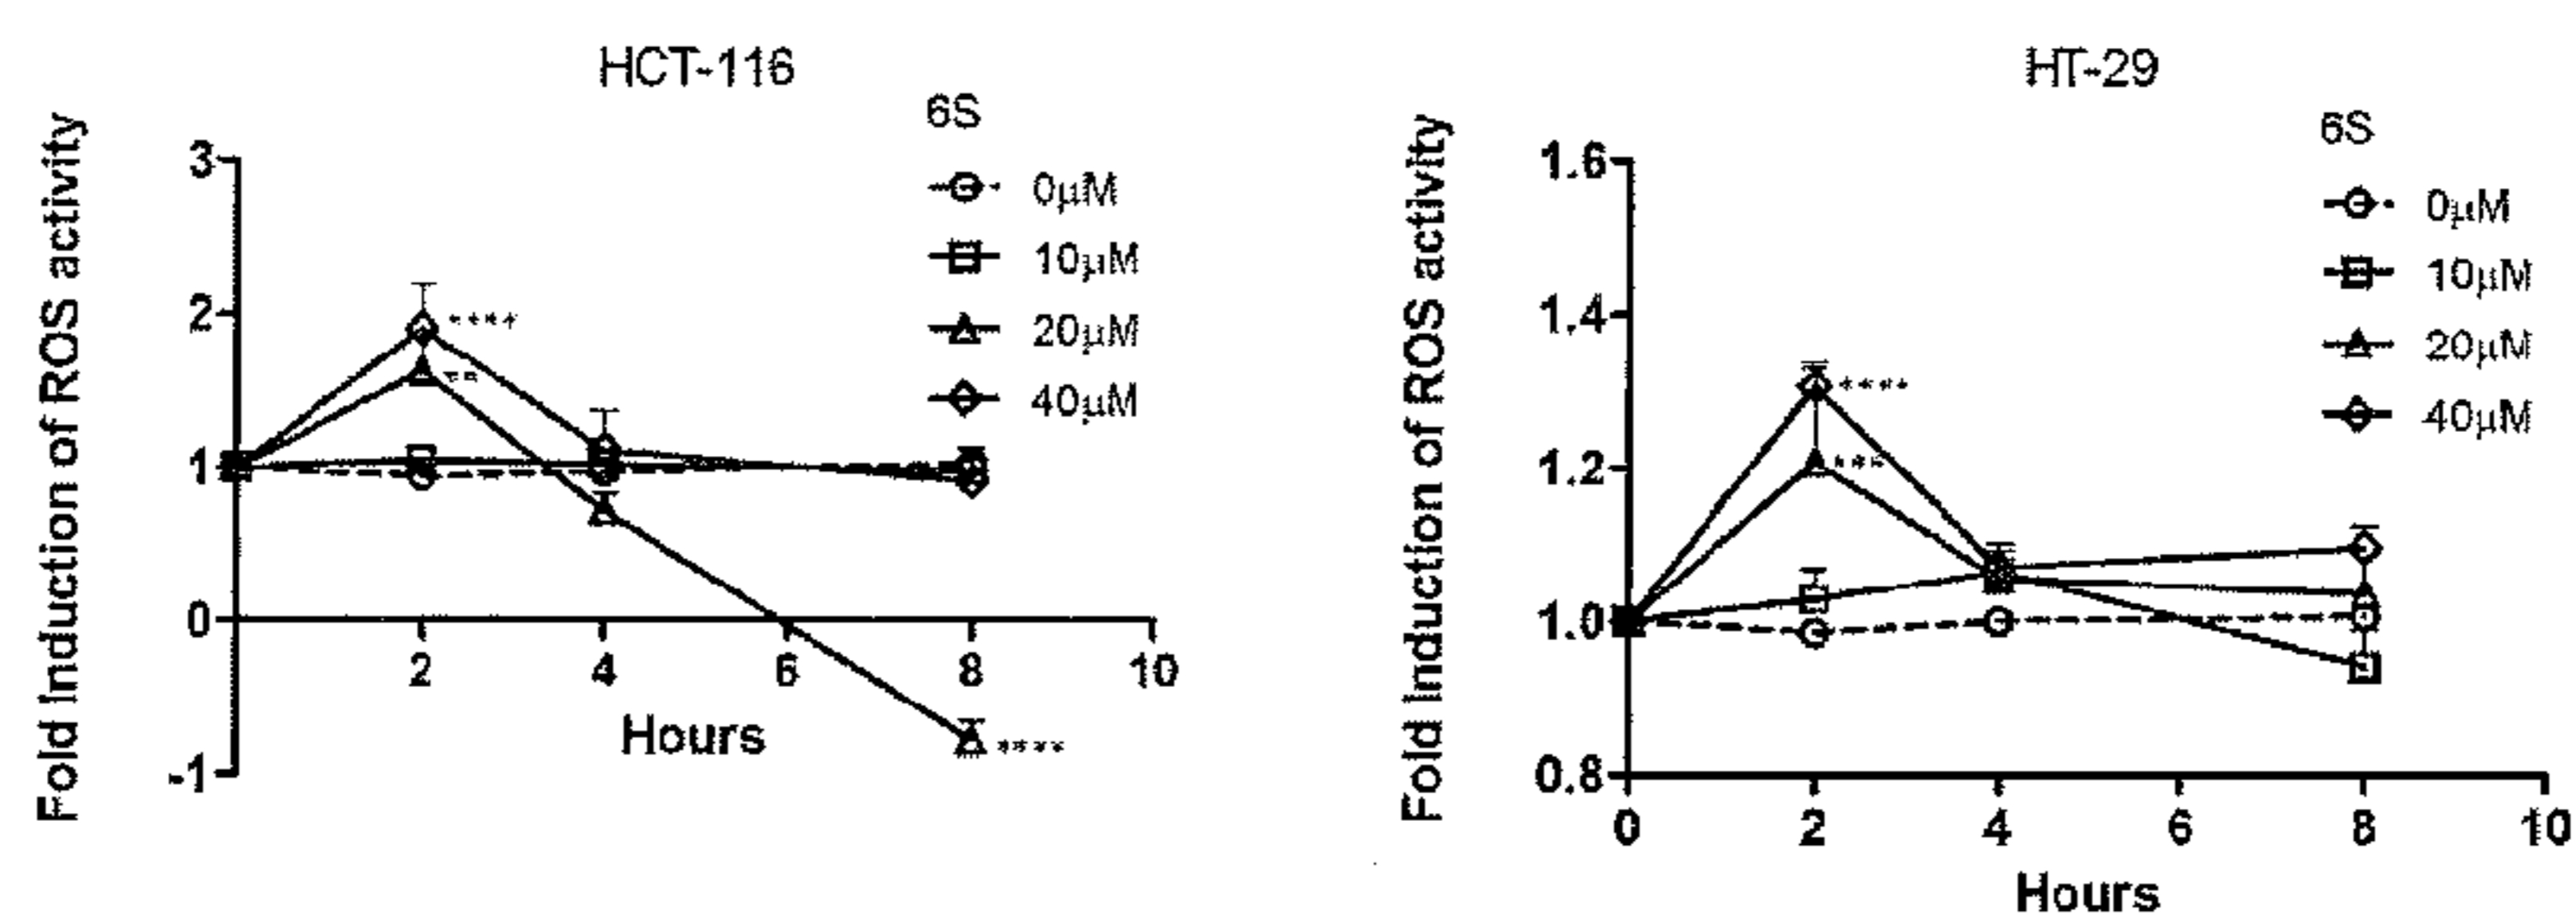 HCT-116
6S
0µM
10µM
20µM
40µM
Fold Induction of ROS activity
3
2
1
0
-1
****
**
****
2
4
6
8
10
Hours
HT-29
6S
0µM
10µM
20µM
40µM
Fold Induction of ROS activity
1.6
1.4
1.2
1.0
0.8
****
***
0
2
4
6
8
10
Hours